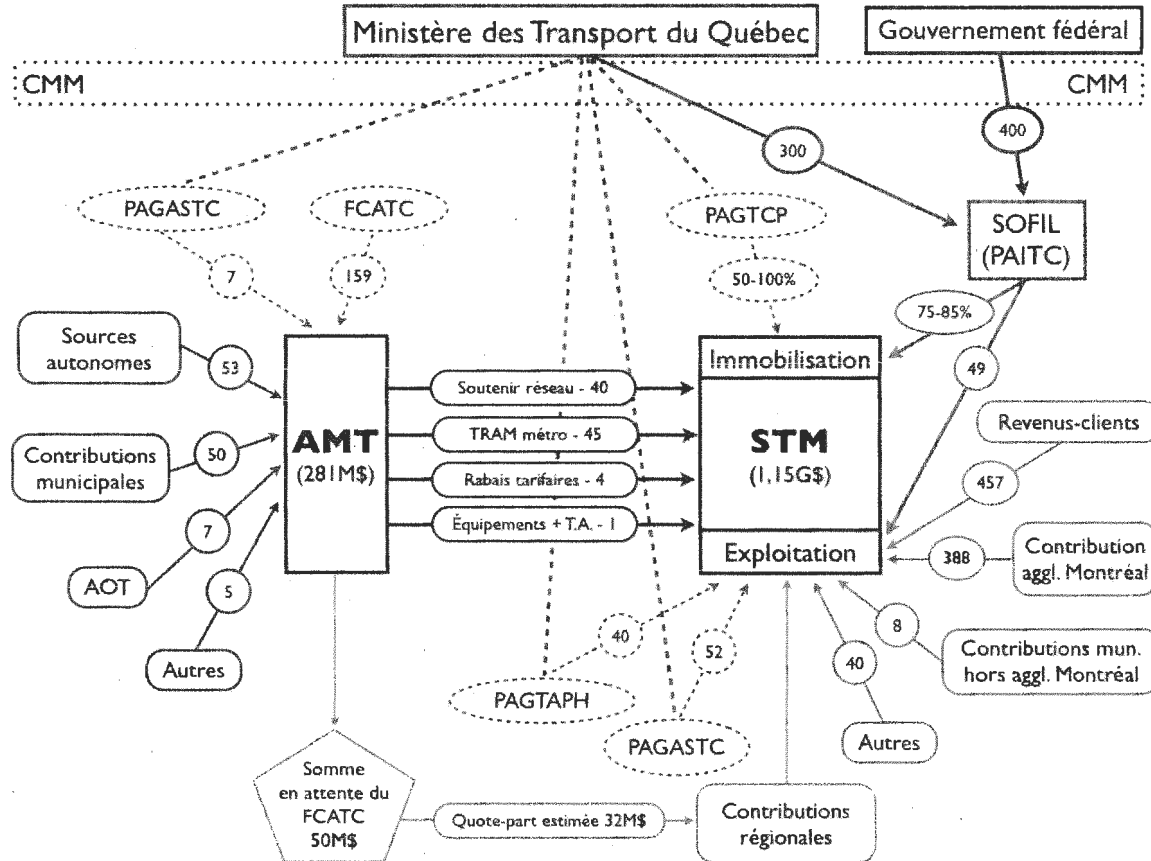 Ministère des Transport du Québec
Gouvernement fédéral
CMM
CMM
300
400
PAGASTC
FCATC
PAGTCP
SOFIL
(PAITC)
7
159
50-100%
75-85%
Sources
autonomes
53
Immobilisation
49
Soutenir réseau - 40
AMT
(281M$)
TRAM métro - 45
STM
(1,15G$)
Revenus-clients
Contributions
municipales
50
Rabais tarifaires - 4
457
7
Équipements + T.A. - 1
Exploitation
388
Contribution
aggl. Montréal
AOT
5
40
52
8
Autres
40
Contributions mun.
hors aggl. Montréal
PAGTAPH
PAGASTC
Autres
Somme
en attente du
FCATC
50M$
Quote-part estimée 32M$
Contributions
régionales